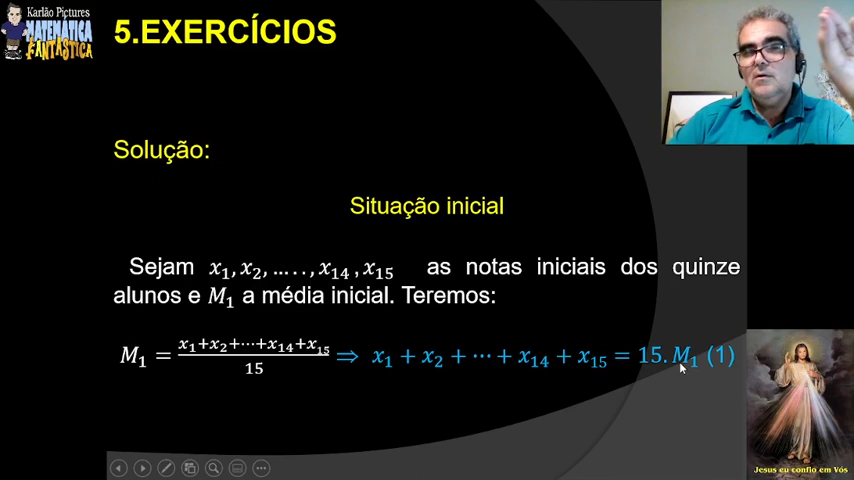 Karlão Pictures
MATEMÁTICA
FANTÁSTICA
5.EXERCÍCIOS
Solução:
Situação inicial
Sejam x₁, x₂, ... . ., x₁₄, x₁₅ as notas iniciais dos quinze
alunos e M₁ a média inicial. Teremos:
M₁ = (x₁+x₂+⋯+x₁₄+x₁₅)/15 ⟹ x₁ + x₂ + ⋯ + x₁₄ + x₁₅ = 15. M₁ (1)
Jesus eu confio em Vós